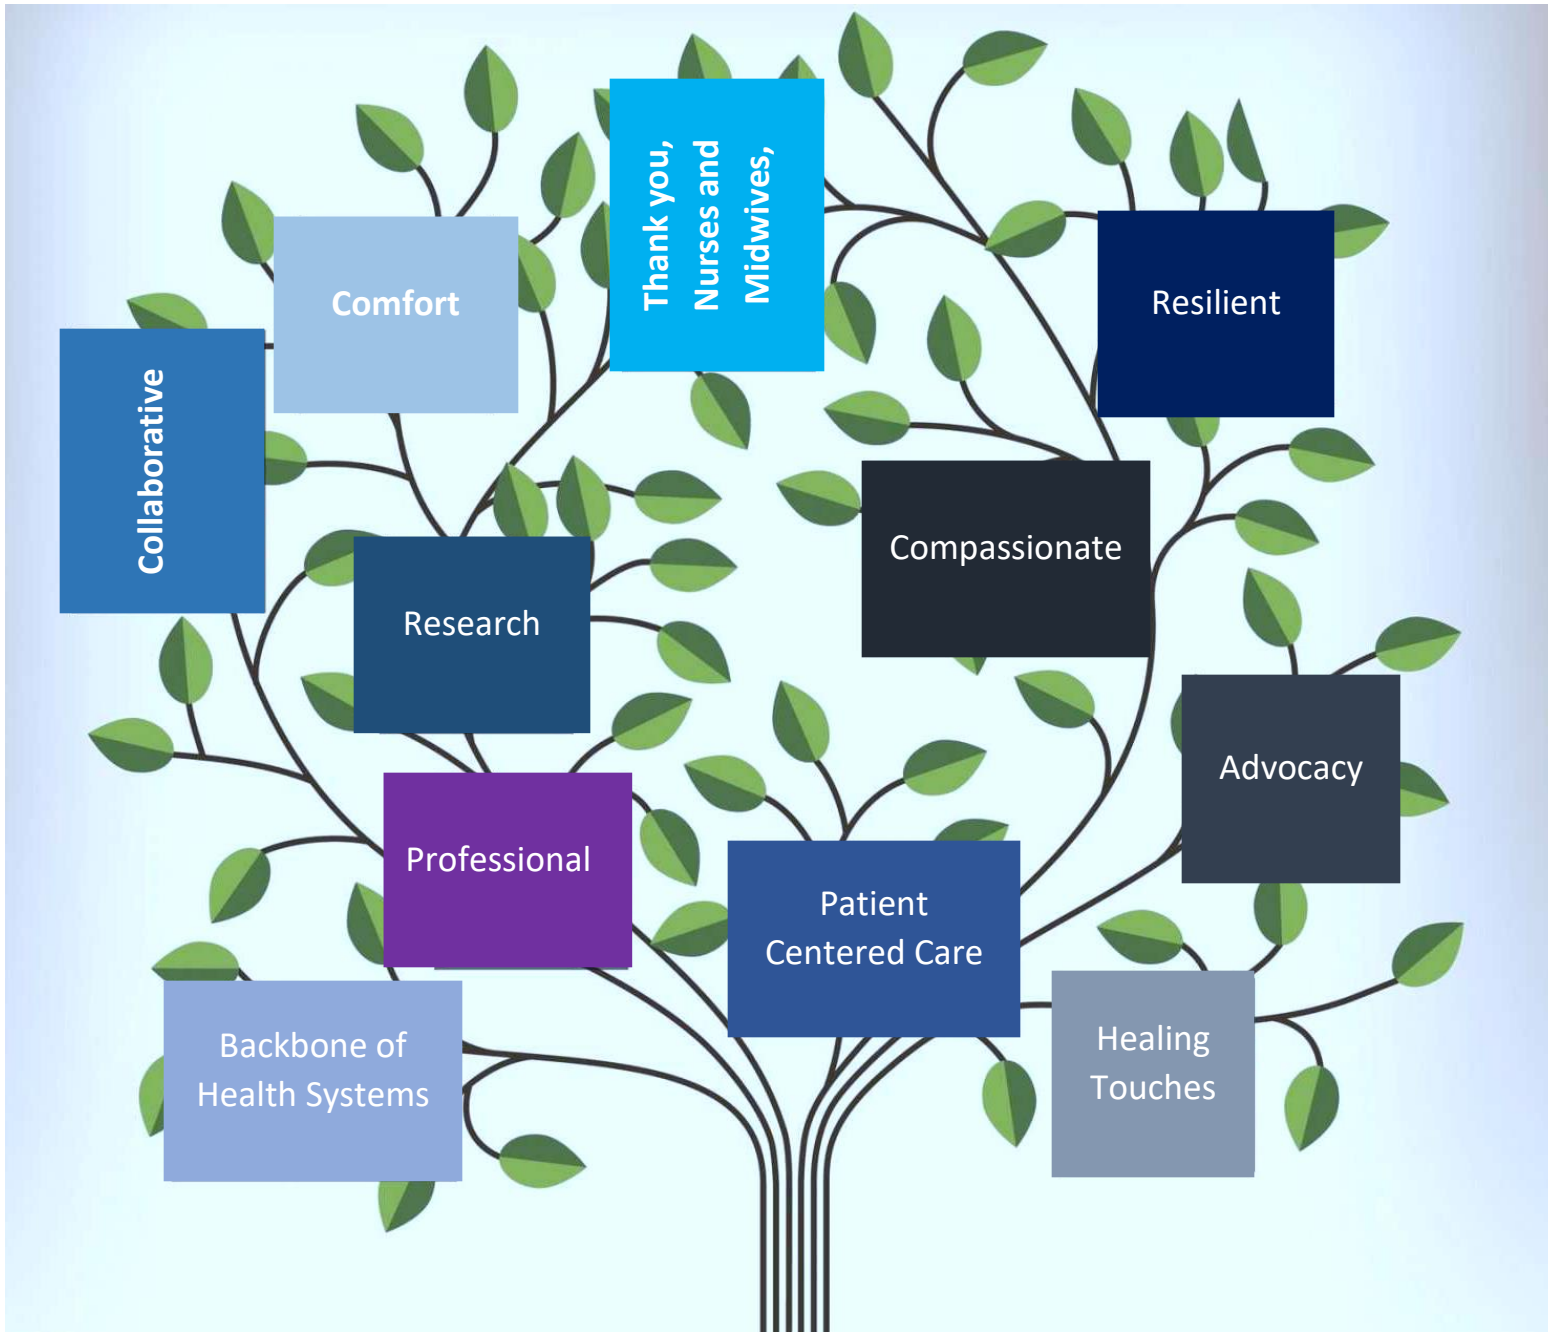 Thank you,
Nurses and
Midwives,
Comfort
Resilient
Collaborative
Compassionate
Research
Advocacy
Professional
Patient
Centered Care
Backbone of
Health Systems
Healing
Touches